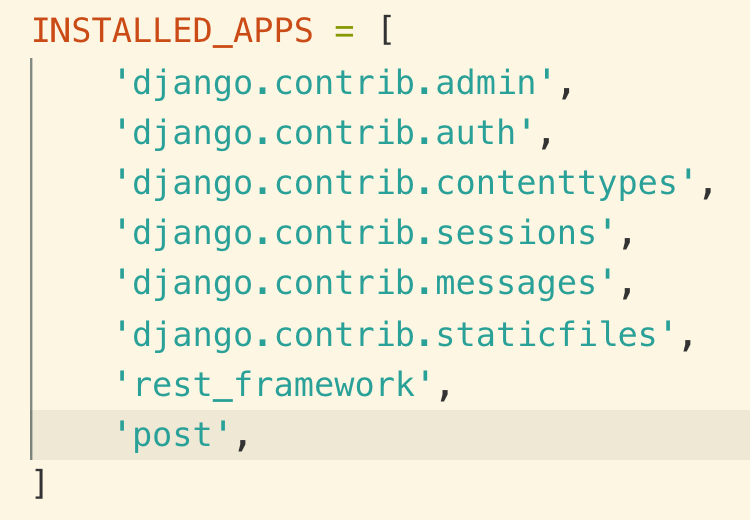 INSTALLED_APPS = [
    'django.contrib.admin',
    'django.contrib.auth',
    'django.contrib.contenttypes',
    'django.contrib.sessions',
    'django.contrib.messages',
    'django.contrib.staticfiles',
    'rest_framework',
    'post',
]